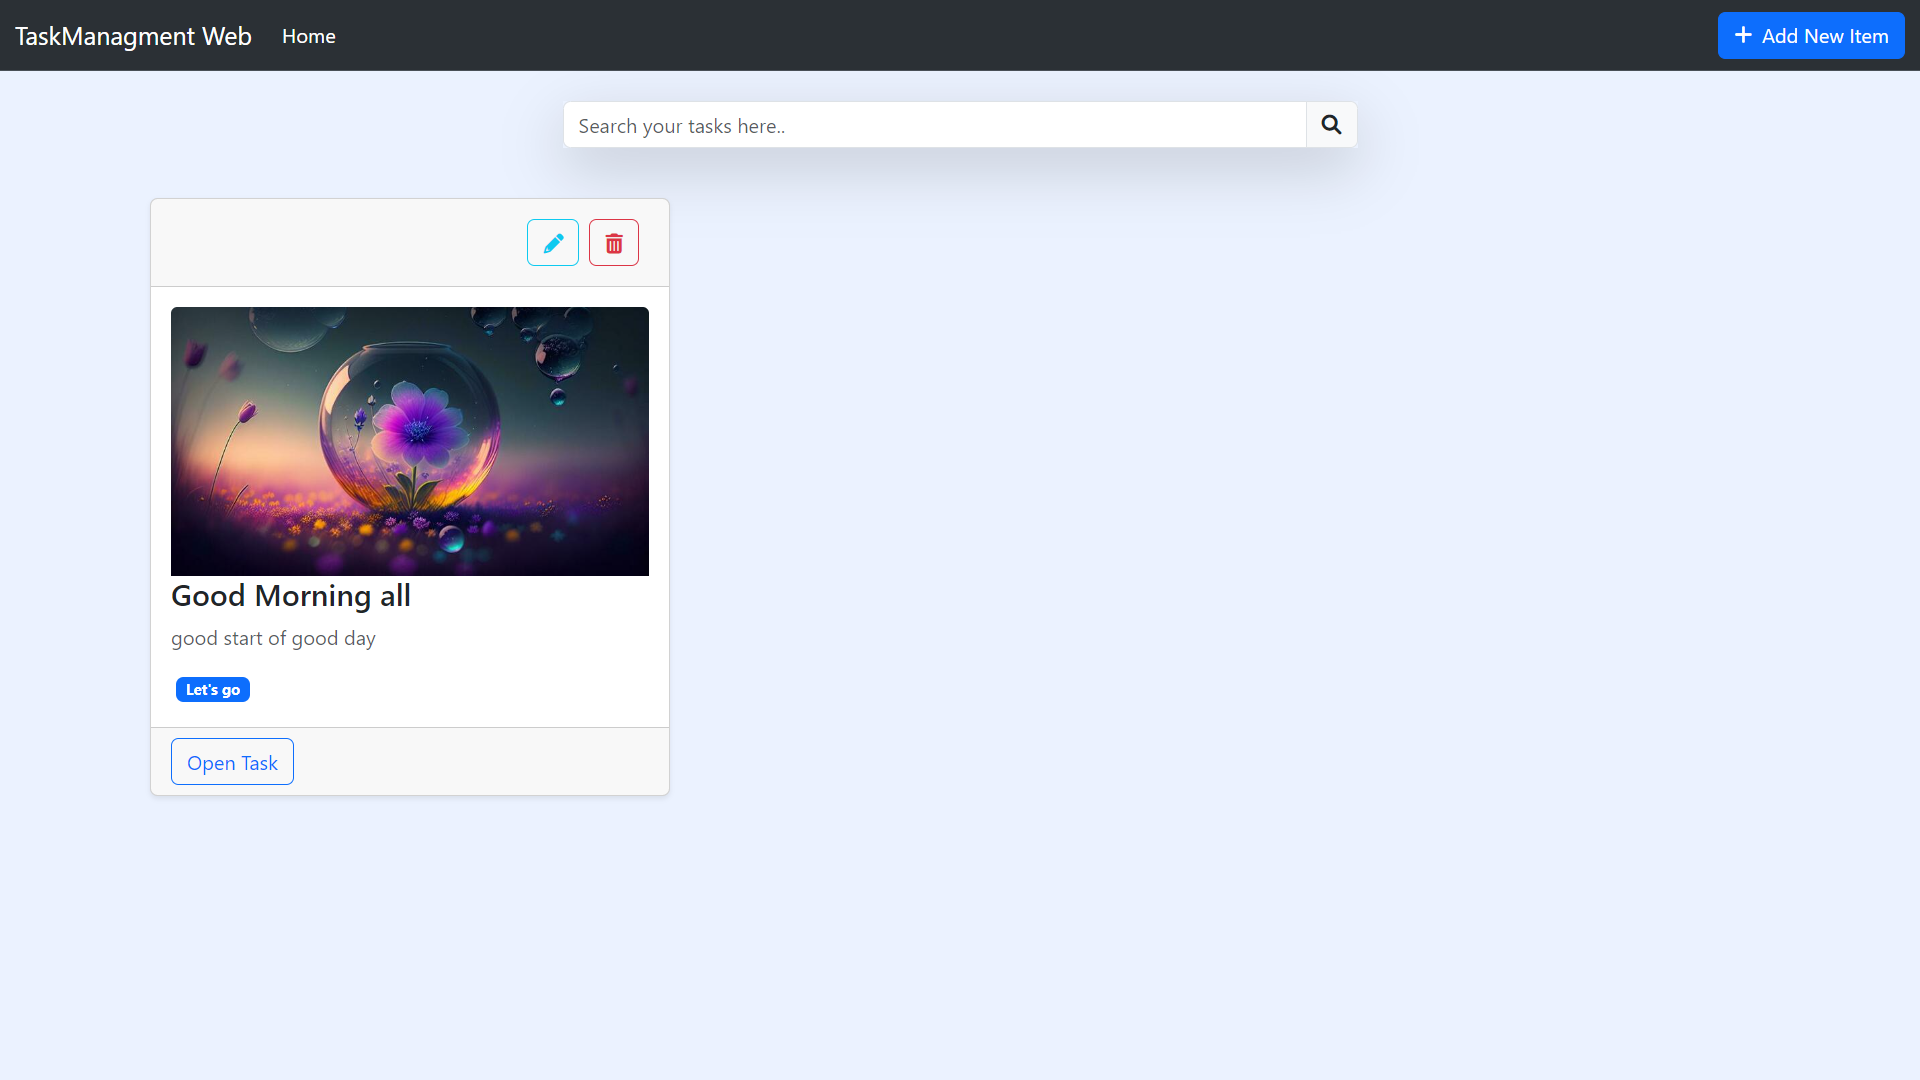 TaskManagment Web Home Add New Item
Search your tasks here..
Good Morning all
good start of good day
Let's go
Open Task